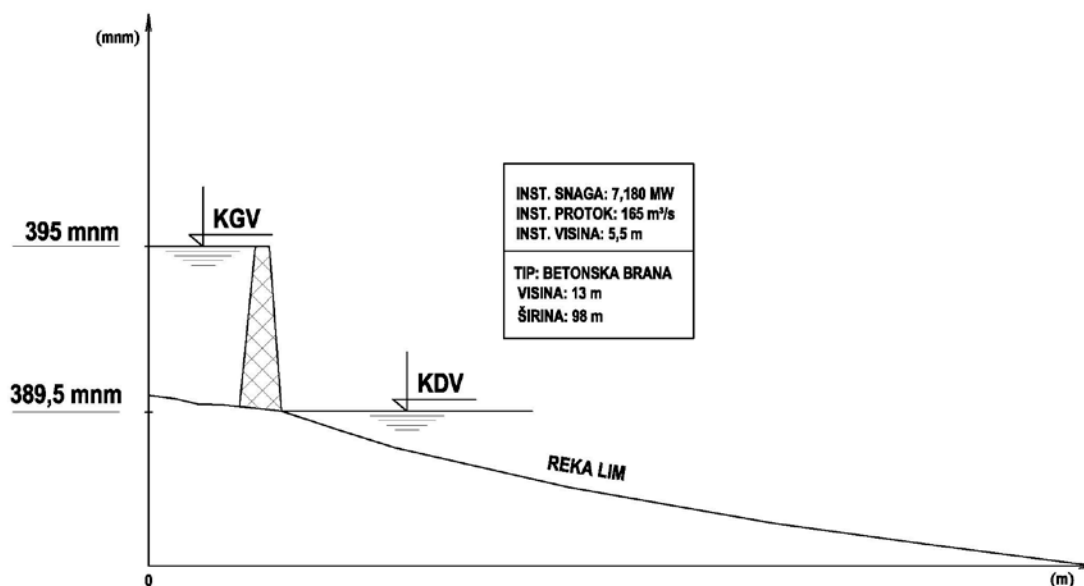 (mnm)
KGV
395 mnm
INST. SNAGA: 7,180 MW
INST. PROTOK: 165 m³/s
INST. VISINA: 5,5 m
TIP: BETONSKA BRANA
VISINA: 13 m
ŠIRINA: 98 m
KDV
389,5 mnm
REKA LIM
0
(m)